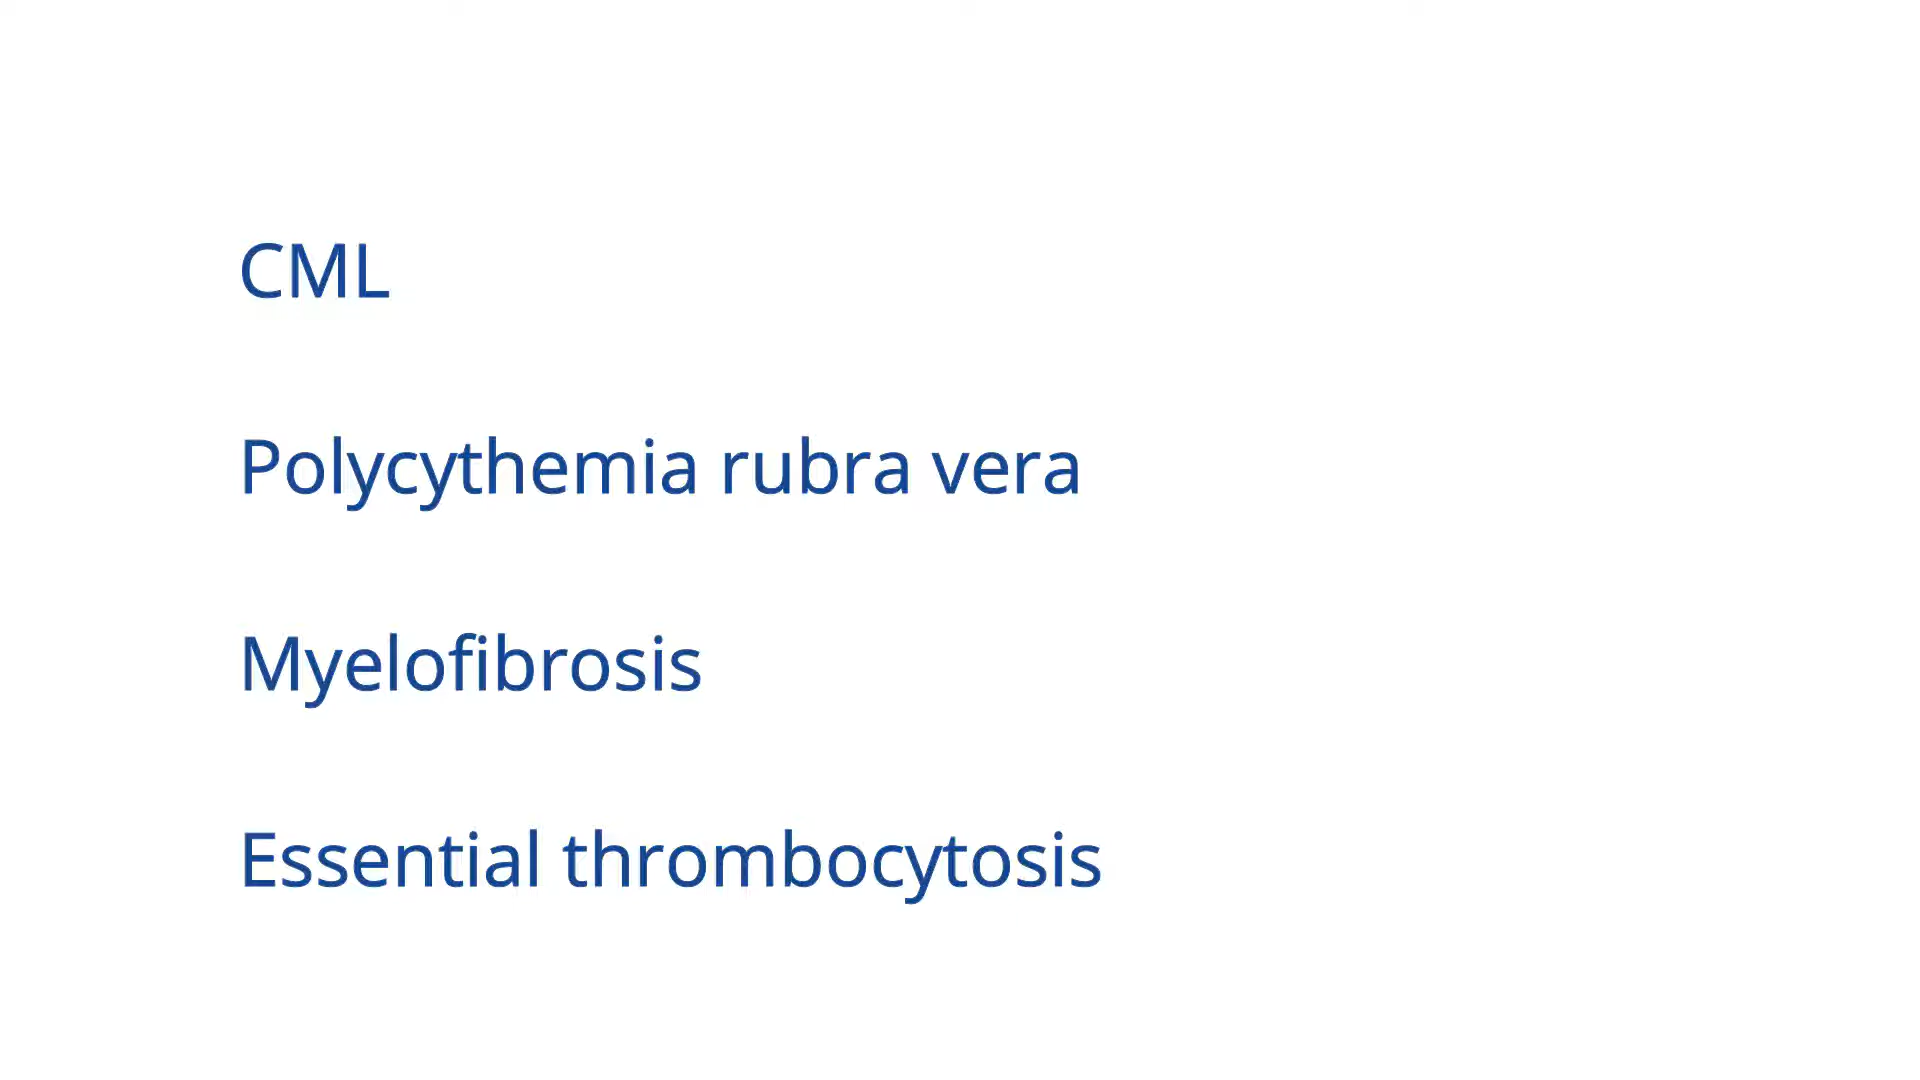 CML
Polycythemia rubra vera
Myelofibrosis
Essential thrombocytosis